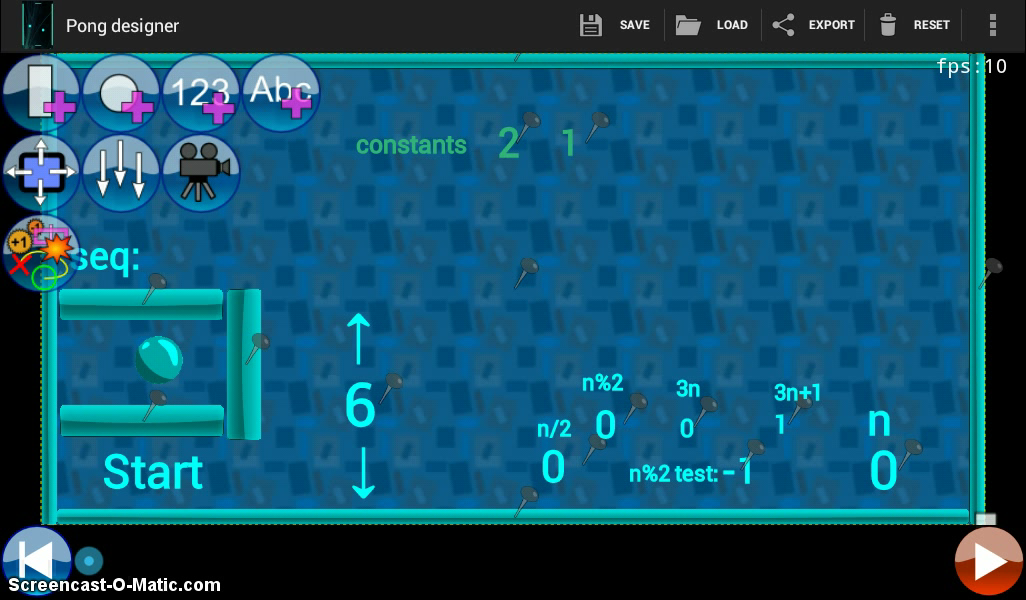 Pong designer
SAVE
LOAD
EXPORT
RESET
fps:10
123
Abc
constants 2 1
+1
seq:
↑
6
↓
n%2
0
3n
0
3n+1
1
n/2
0
n%2 test: -1
n
0
Start
Screencast-O-Matic.com